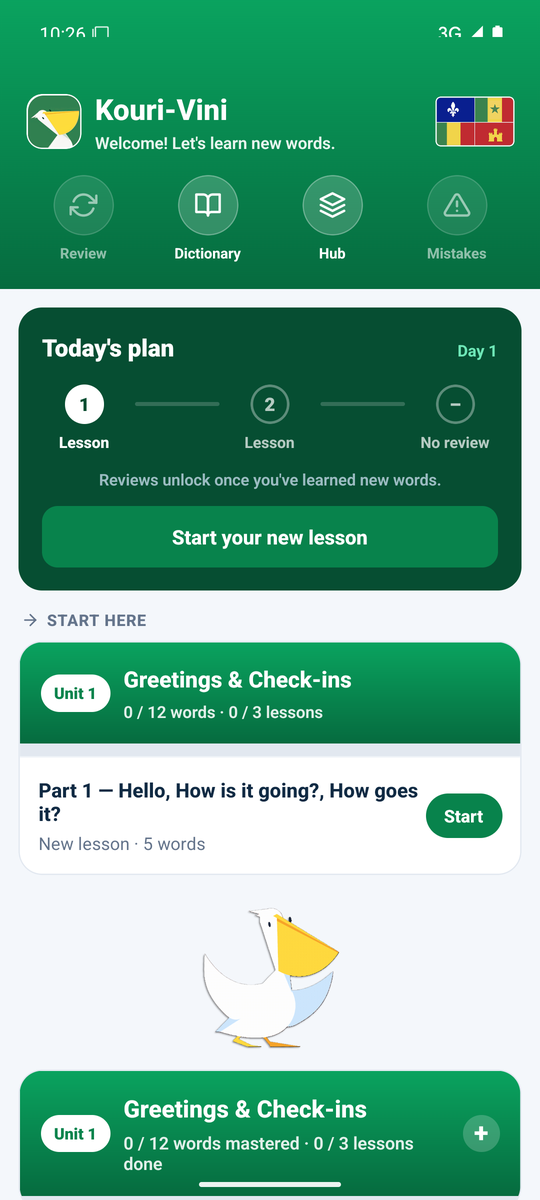 10:26
3G
Kouri-Vini
Welcome! Let's learn new words.
Review
Dictionary
Hub
Mistakes
Today's plan
Day 1
1
2
–
Lesson
Lesson
No review
Reviews unlock once you've learned new words.
Start your new lesson
START HERE
Unit 1
Greetings & Check-ins
0 / 12 words · 0 / 3 lessons
Part 1 — Hello, How is it going?, How goes
it?
New lesson · 5 words
Start
Unit 1
Greetings & Check-ins
0 / 12 words mastered · 0 / 3 lessons
done
+